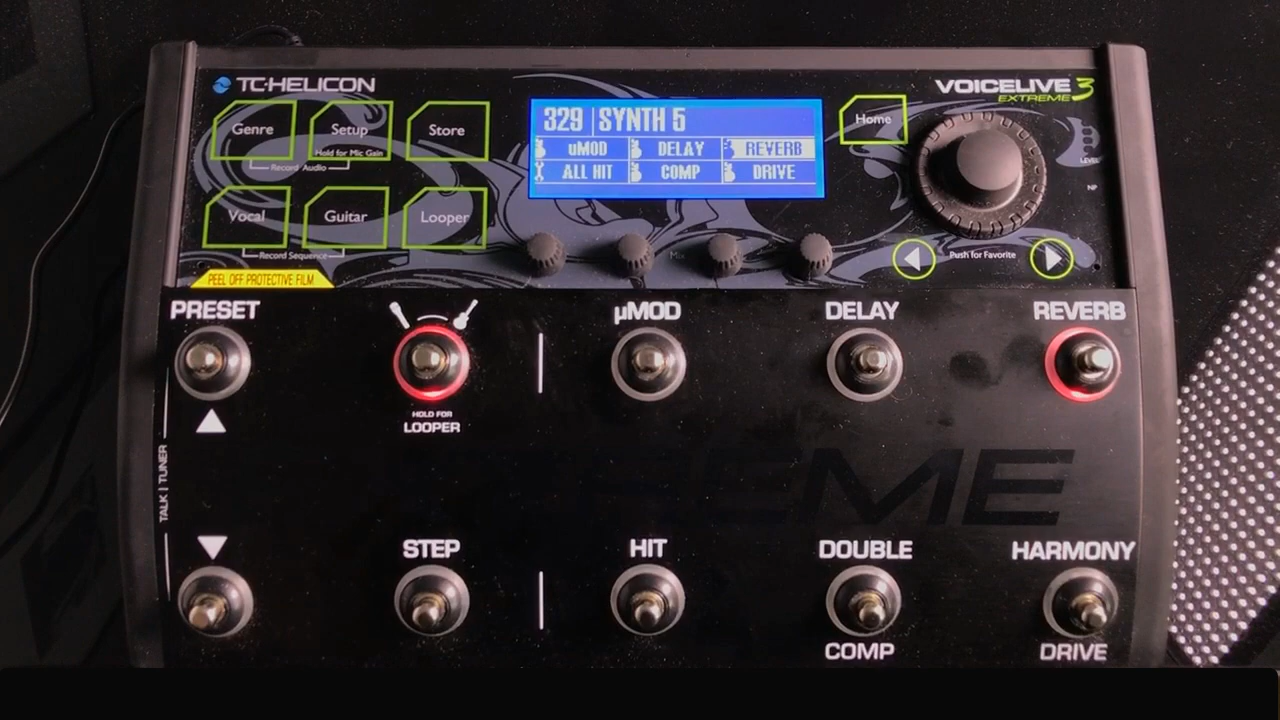 TC·HELICON
VOICELIVE 3
EXTREME
Genre
Setup
Hold for Mic Gain
Store
Record Audio
329 SYNTH 5
uMOD DELAY REVERB
ALL HIT COMP DRIVE
Home
LEVEL
Vocal
Guitar
Looper
Record Sequence
Mix
Push for Favorite
PEEL OFF PROTECTIVE FILM
PRESET
µMOD
DELAY
REVERB
HOLD FOR
LOOPER
TALK | TUNER
STEP
HIT
DOUBLE
HARMONY
COMP
DRIVE